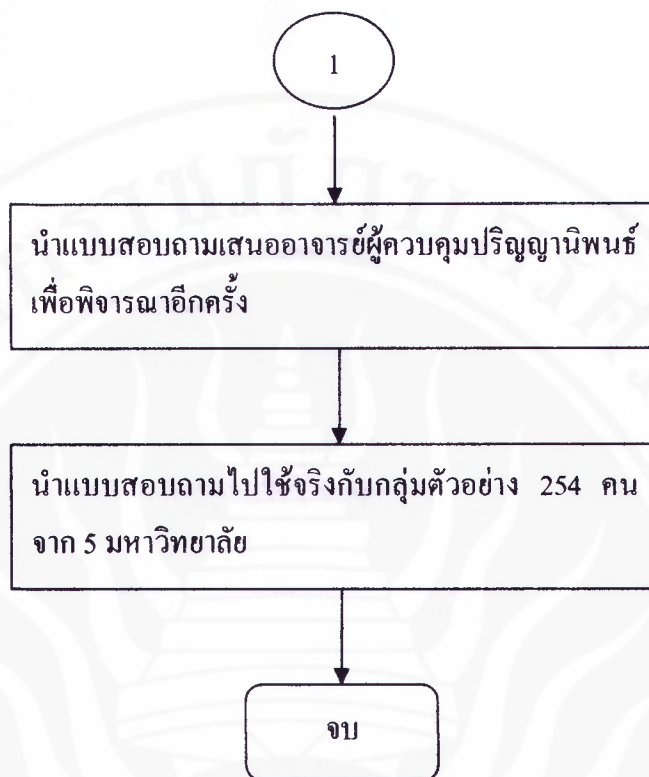 1
นำแบบสอบถามเสนออาจารย์ผู้ควบคุมปริญญานิพนธ์
เพื่อพิจารณาอีกครั้ง
นำแบบสอบถามไปใช้จริงกับกลุ่มตัวอย่าง 254 คน
จาก 5 มหาวิทยาลัย
จบ